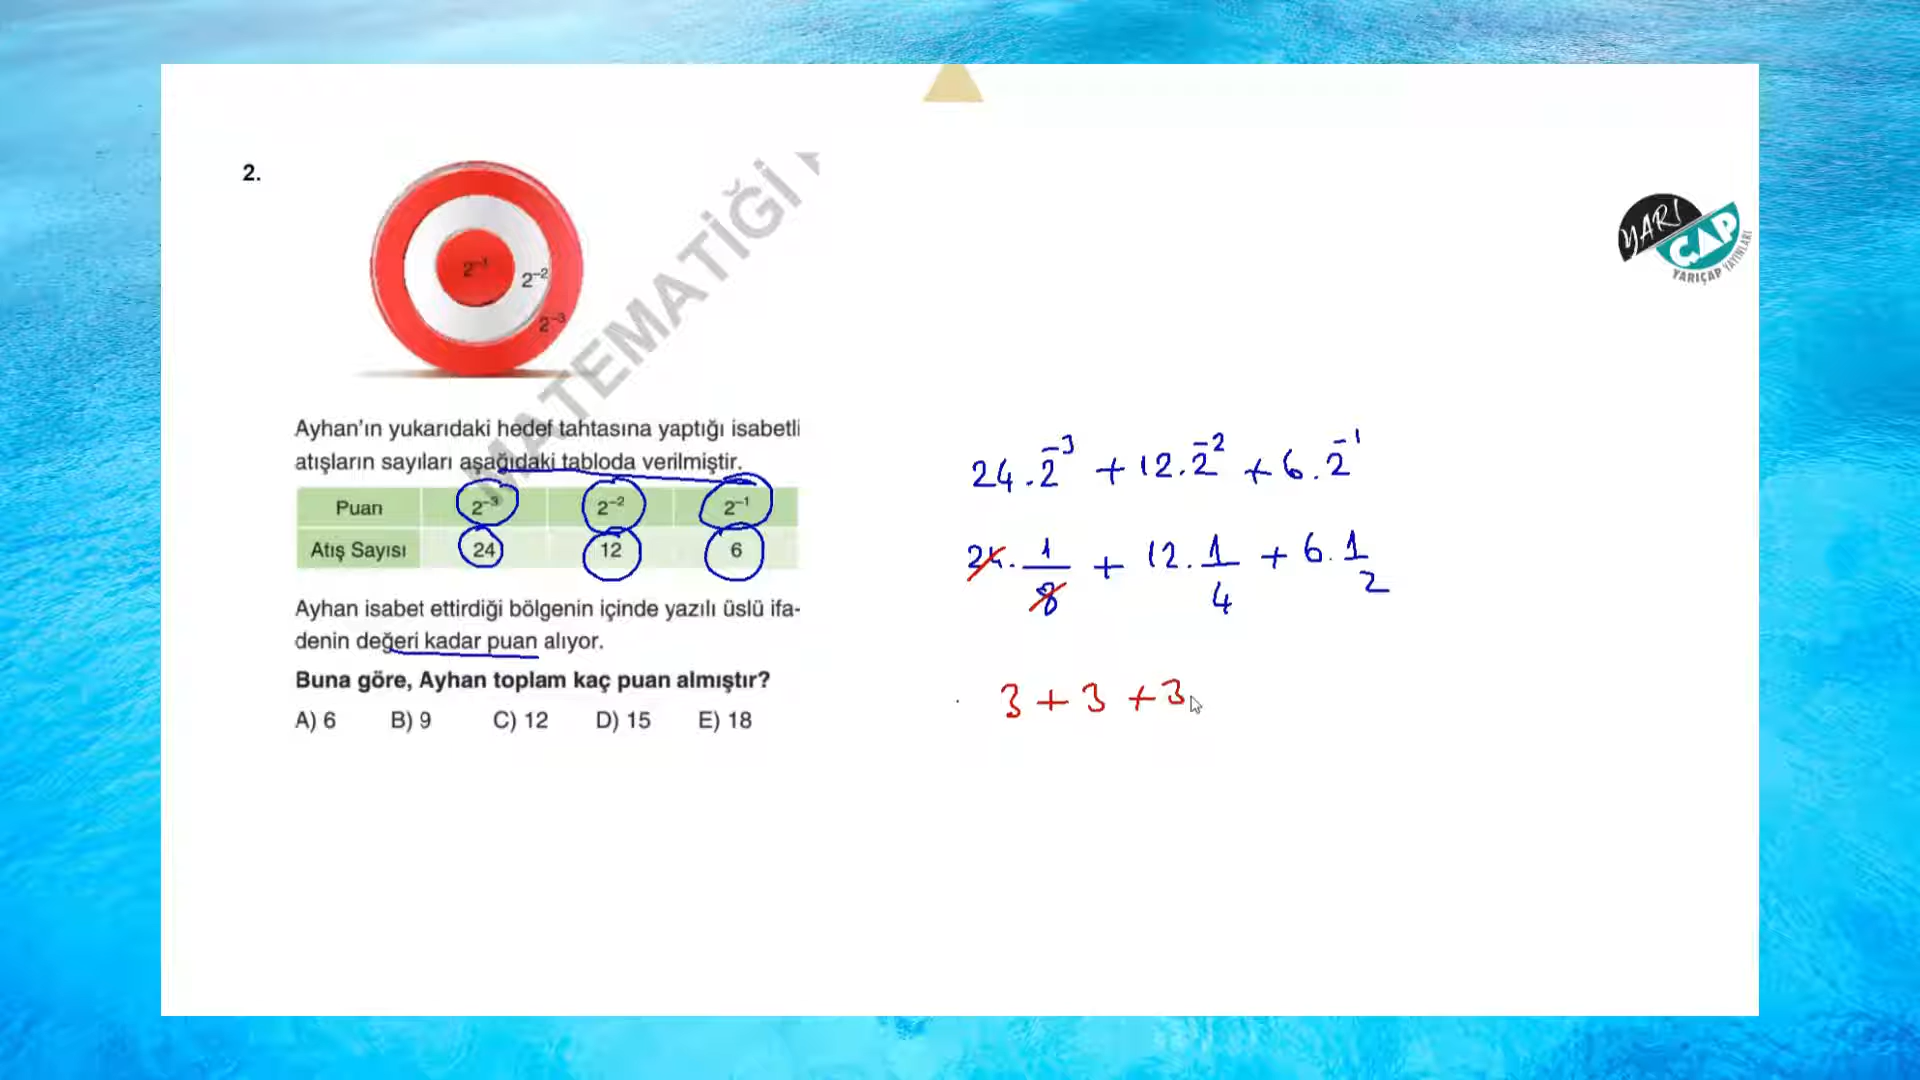 2.
MATEMATİĞİ
2⁻¹
2⁻²
2⁻³
YARI
ÇAP
YARIÇAP YAYINLARI
Ayhan'ın yukarıdaki hedef tahtasına yaptığı isabetli
atışların sayıları aşağıdaki tabloda verilmiştir.
Puan 2⁻³ 2⁻² 2⁻¹
Atış Sayısı 24 12 6
Ayhan isabet ettirdiği bölgenin içinde yazılı üslü ifa-
denin değeri kadar puan alıyor.
Buna göre, Ayhan toplam kaç puan almıştır?
A) 6 B) 9 C) 12 D) 15 E) 18
24 . 2⁻³ + 12 . 2⁻² + 6 . 2⁻¹
24 . 1/8 + 12 . 1/4 + 6 . 1/2
3 + 3 + 3